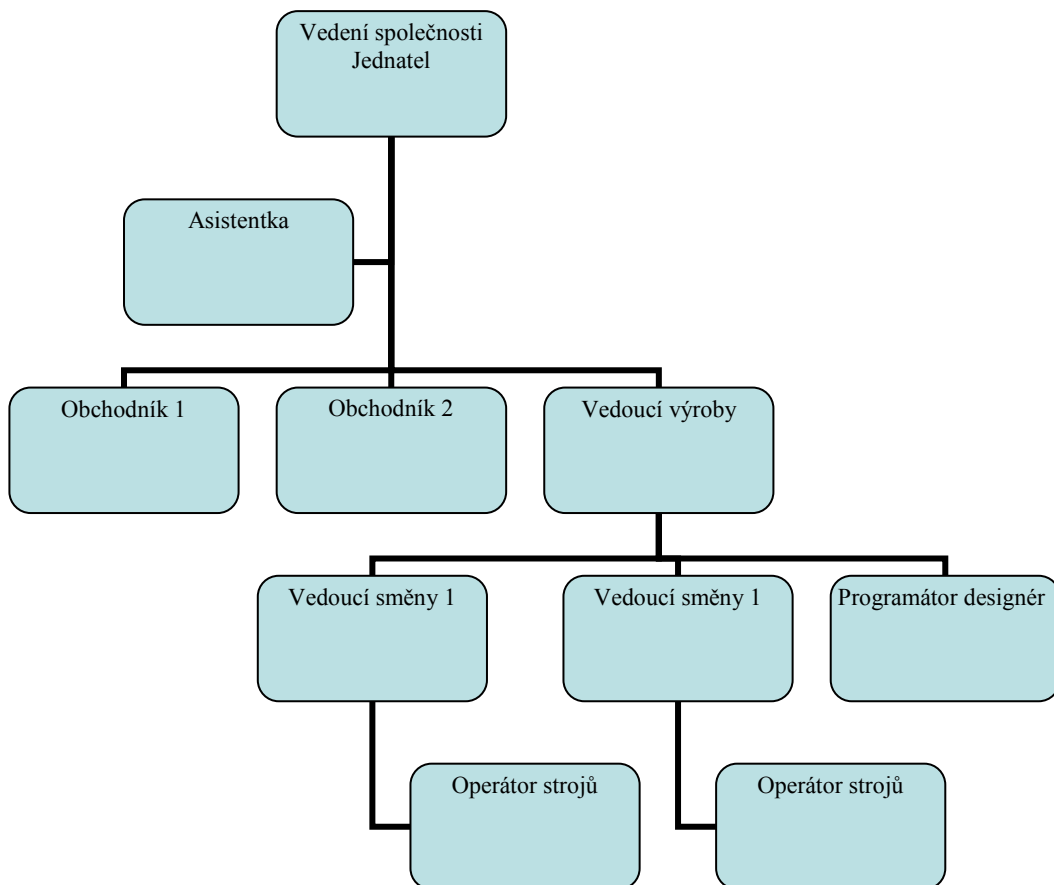 Vedení společnosti
Jednatel
Asistentka
Obchodník 1
Obchodník 2
Vedoucí výroby
Vedoucí směny 1
Vedoucí směny 1
Programátor designér
Operátor strojů
Operátor strojů